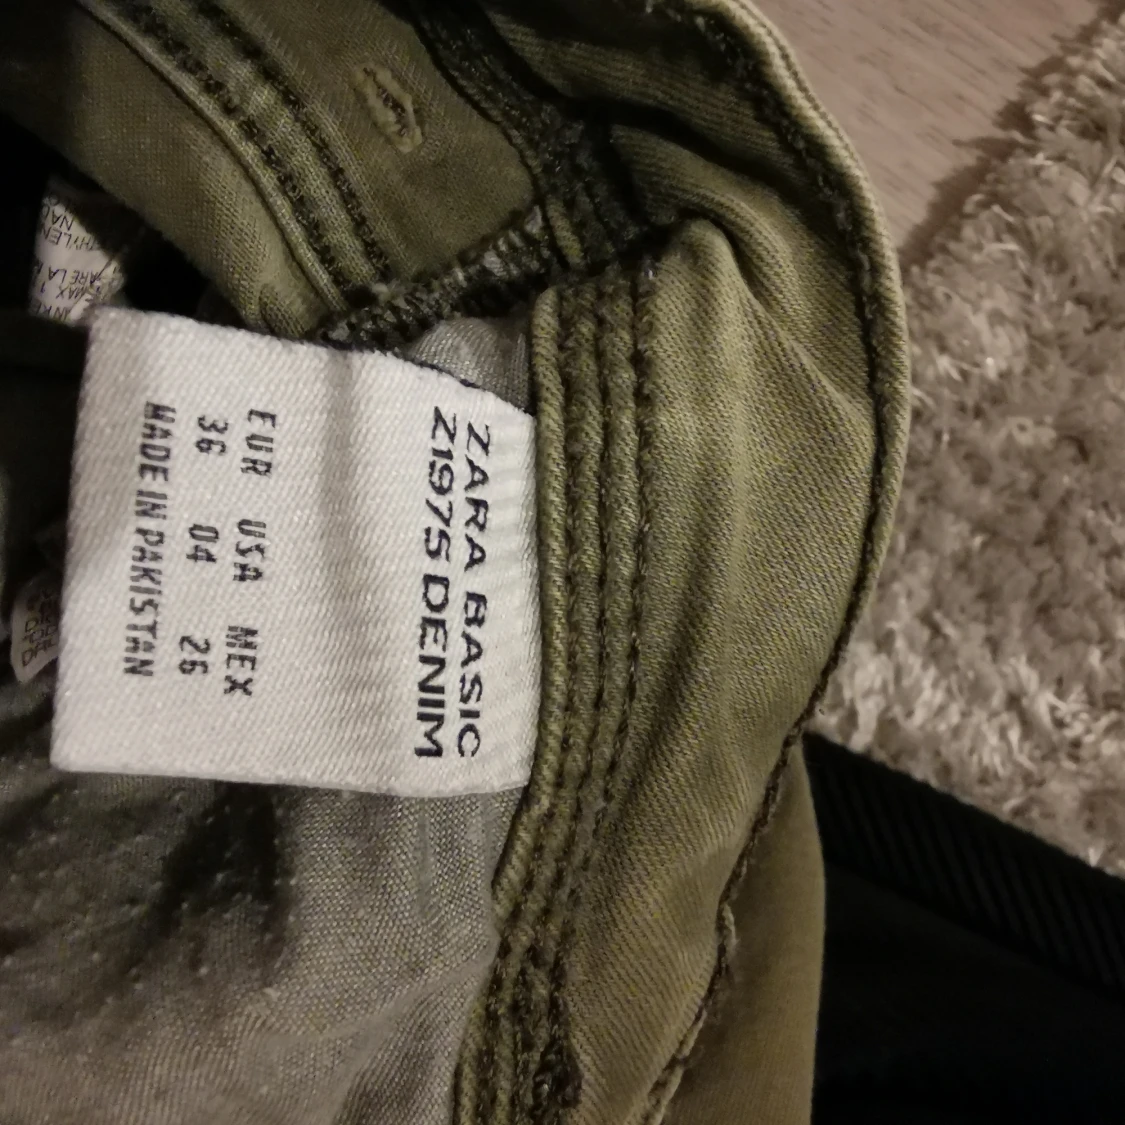 ZARA BASIC
Z1975 DENIM
EUR USA MEX
36 04 26
MADE IN PAKISTAN